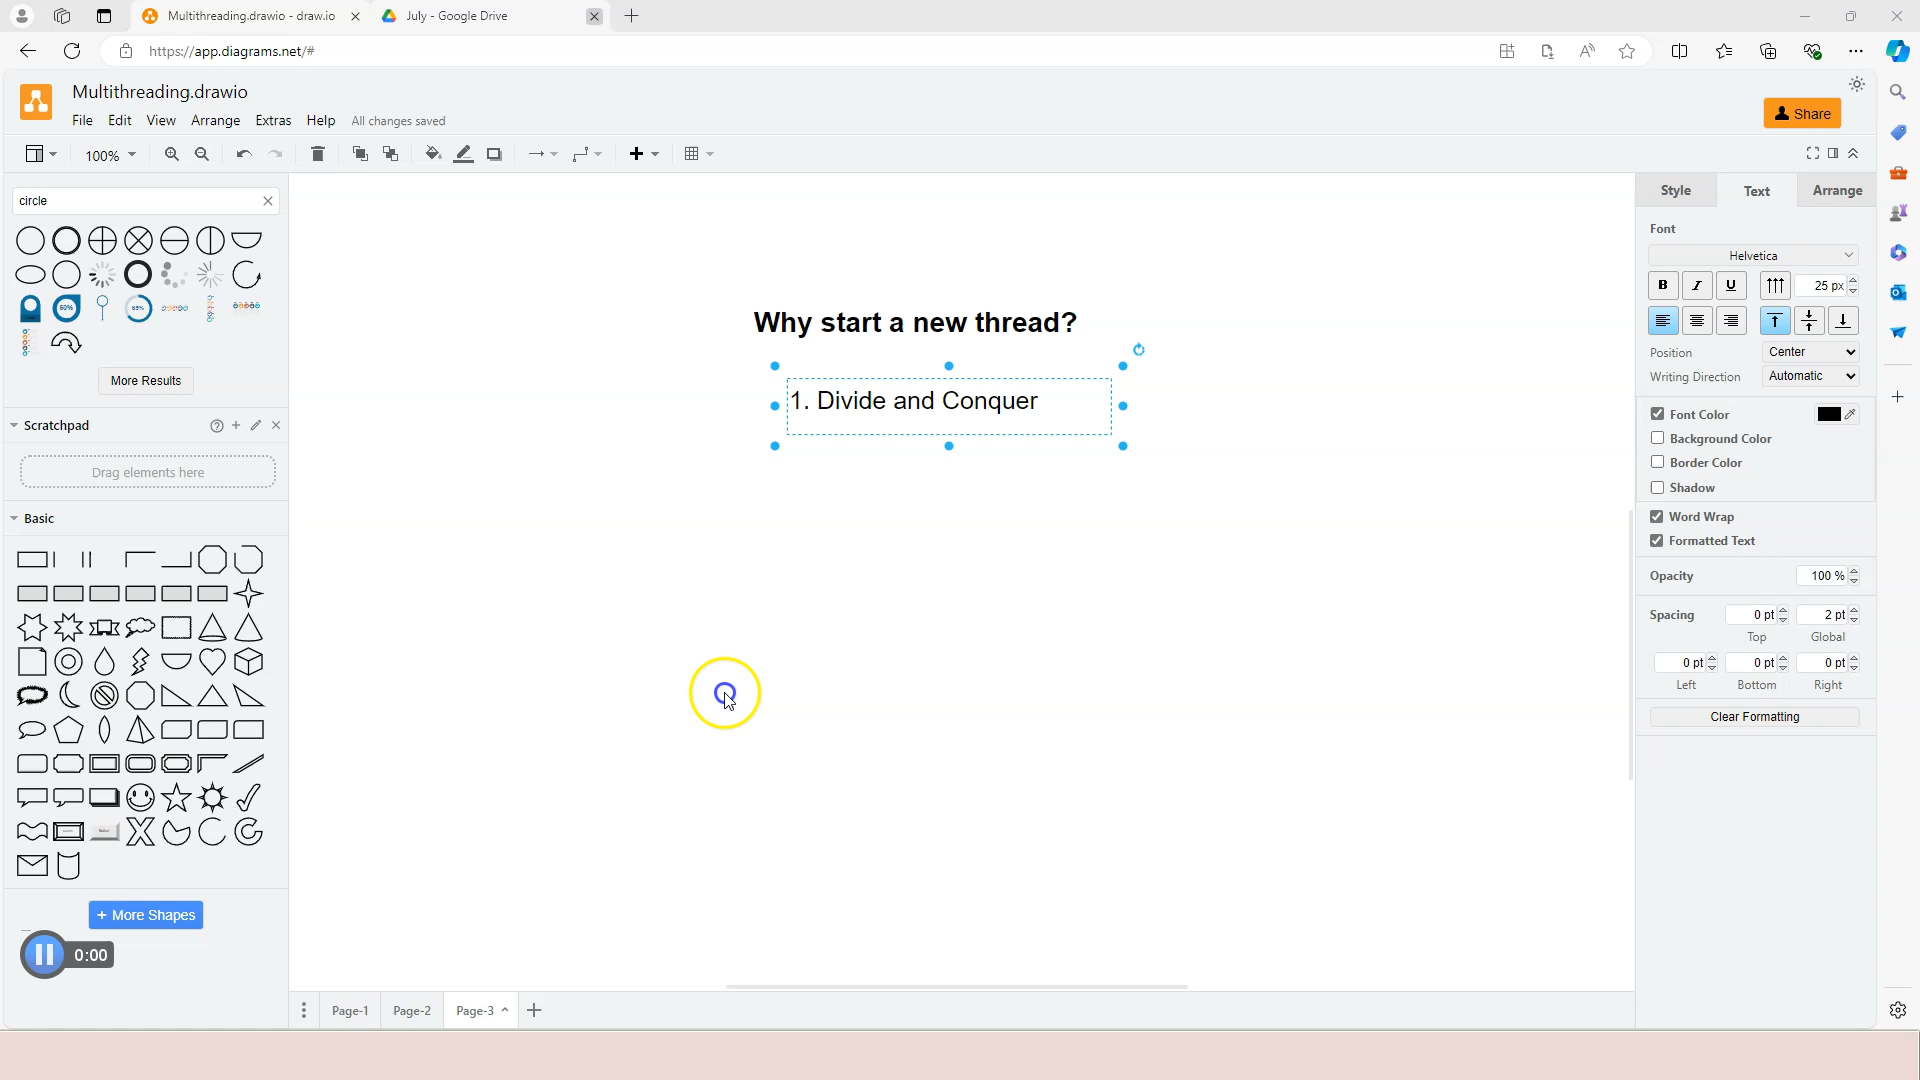 Multithreading.drawio - draw.io
July - Google Drive
https://app.diagrams.net/#
Multithreading.drawio
File Edit View Arrange Extras Help All changes saved
Share
100%
circle
60%
65%
More Results
Scratchpad
Drag elements here
Basic
+ More Shapes
0:00
Why start a new thread?
1. Divide and Conquer
Page-1 Page-2 Page-3
Style Text Arrange
Font
Helvetica
B I U 25 px
Position Center
Writing Direction Automatic
Font Color
Background Color
Border Color
Shadow
Word Wrap
Formatted Text
Opacity 100 %
Spacing 0 pt 2 pt
Top Global
0 pt 0 pt 0 pt
Left Bottom Right
Clear Formatting